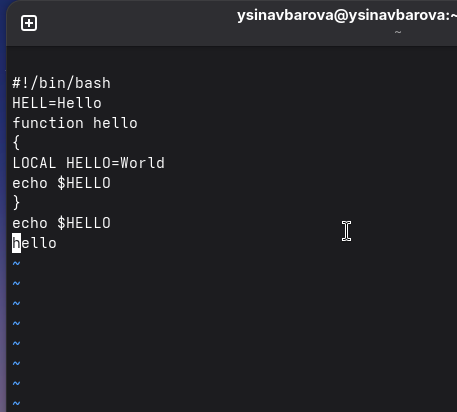 ysinavbarova@ysinavbarova:~
~
#!/bin/bash
HELL=Hello
function hello
{
LOCAL HELLO=World
echo $HELLO
}
echo $HELLO
hello
~
~
~
~
~
~
~
~